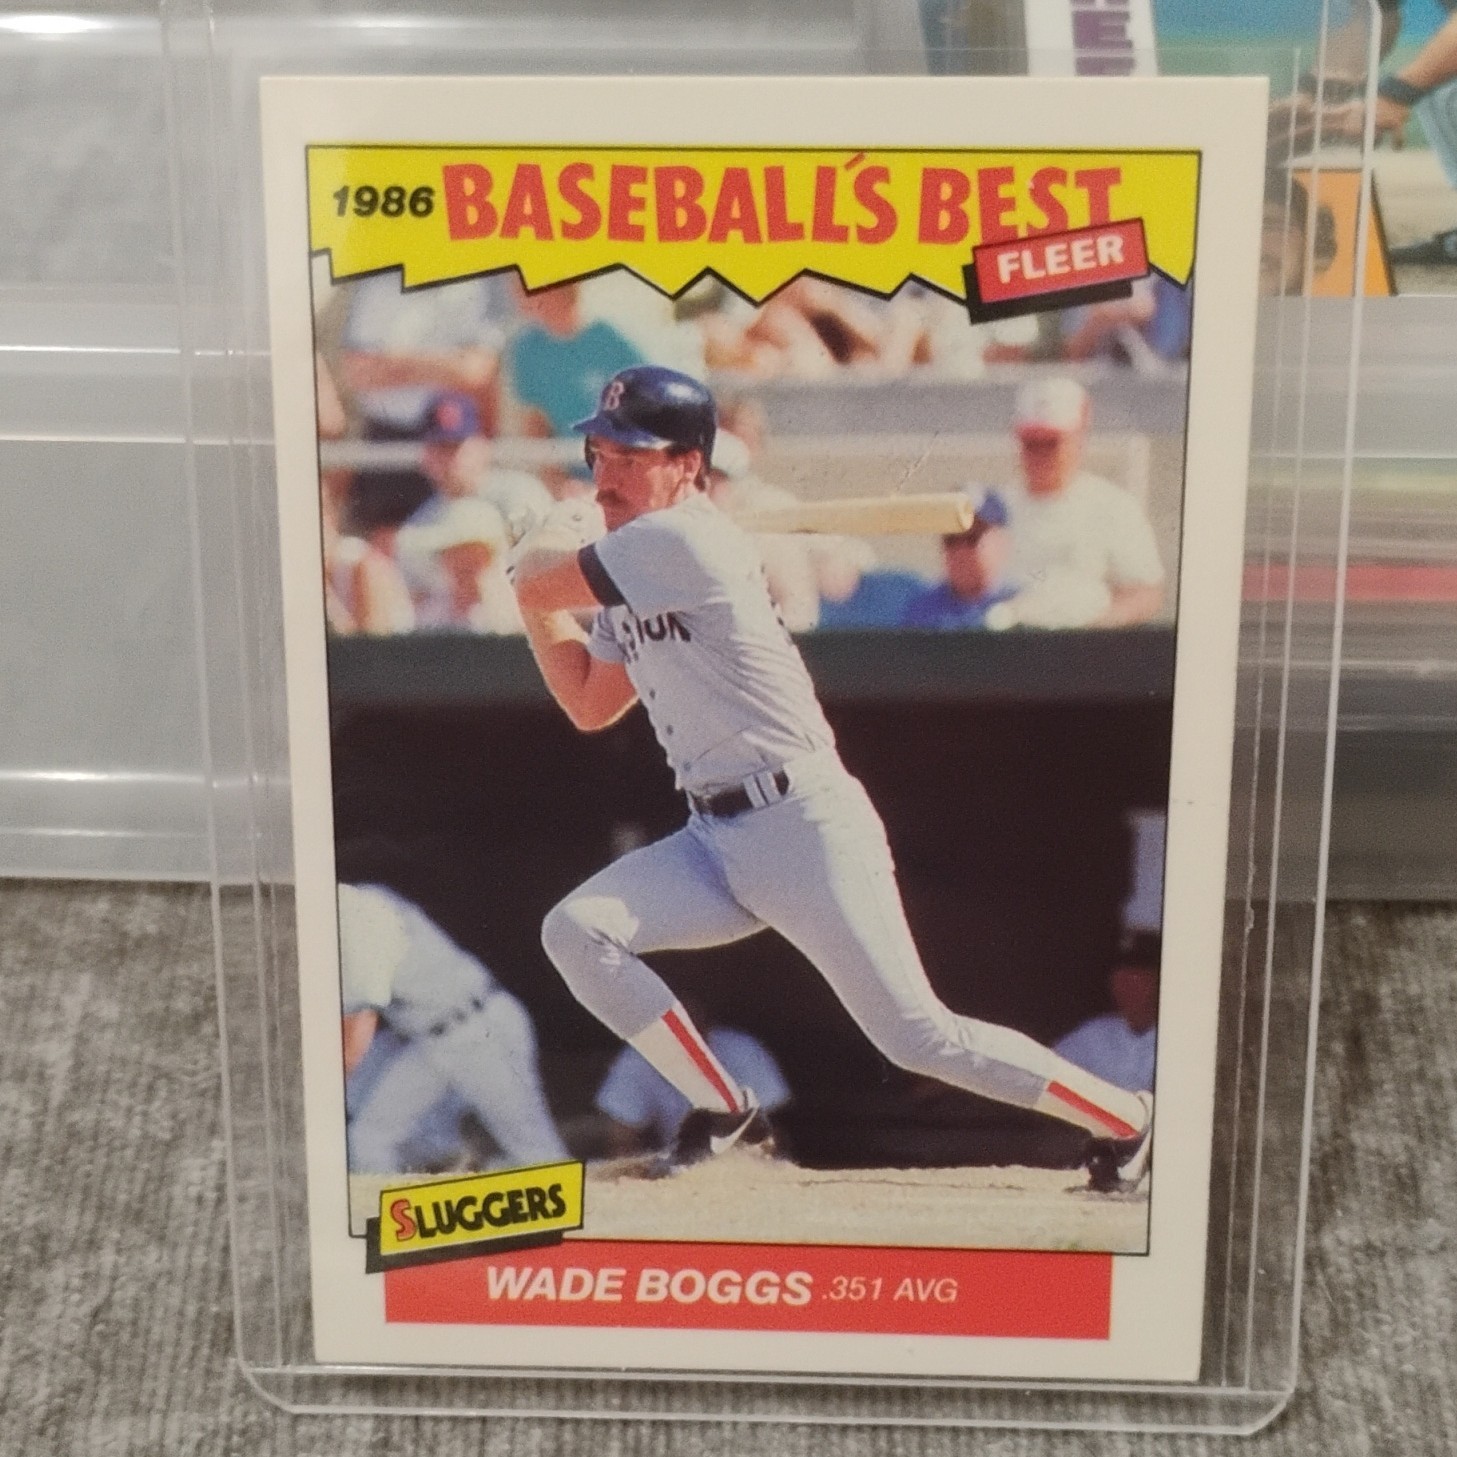 1986 BASEBALL'S BEST
FLEER
B
SLUGGERS
WADE BOGGS .351 AVG